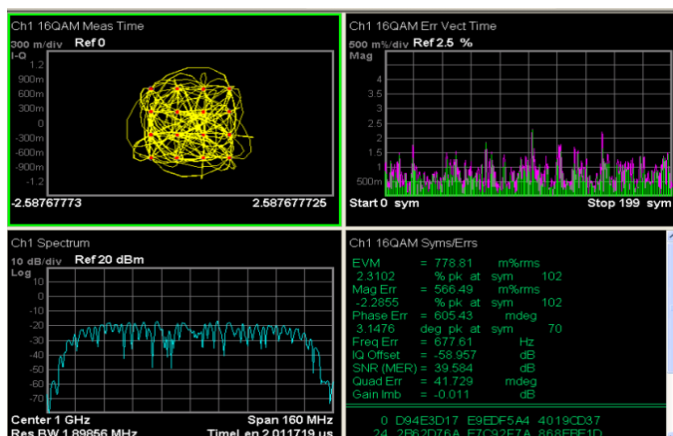 Ch1 16QAM Meas Time
300 m/div Ref 0
I-Q
1.2
900m
600m
300m
0
-300m
-600m
-900m
-1.2
-2.58767773 2.587677725
Ch1 16QAM Err Vect Time
500 m%/div Ref 2.5 %
Mag
4
3.5
3
2.5
2
1.5
1
500m
Start 0 sym Stop 199 sym
Ch1 Spectrum
10 dB/div Ref 20 dBm
Log
10
0
-10
-20
-30
-40
-50
-60
-70
Center 1 GHz Span 160 MHz
Res BW 1.89856 MHz TimeLen 2.011719 us
Ch1 16QAM Syms/Errs
EVM = 778.81 m%rms
2.3102 % pk at sym 102
Mag Err = 566.49 m%rms
-2.2855 % pk at sym 102
Phase Err = 605.43 mdeg
3.1476 deg pk at sym 70
Freq Err = 677.61 Hz
IQ Offset = -58.957 dB
SNR (MER) = 39.584 dB
Quad Err = 41.729 mdeg
Gain Imb = -0.011 dB
0 D94E3D17 E9EDF5A4 4019CD37
24 2B62D76A